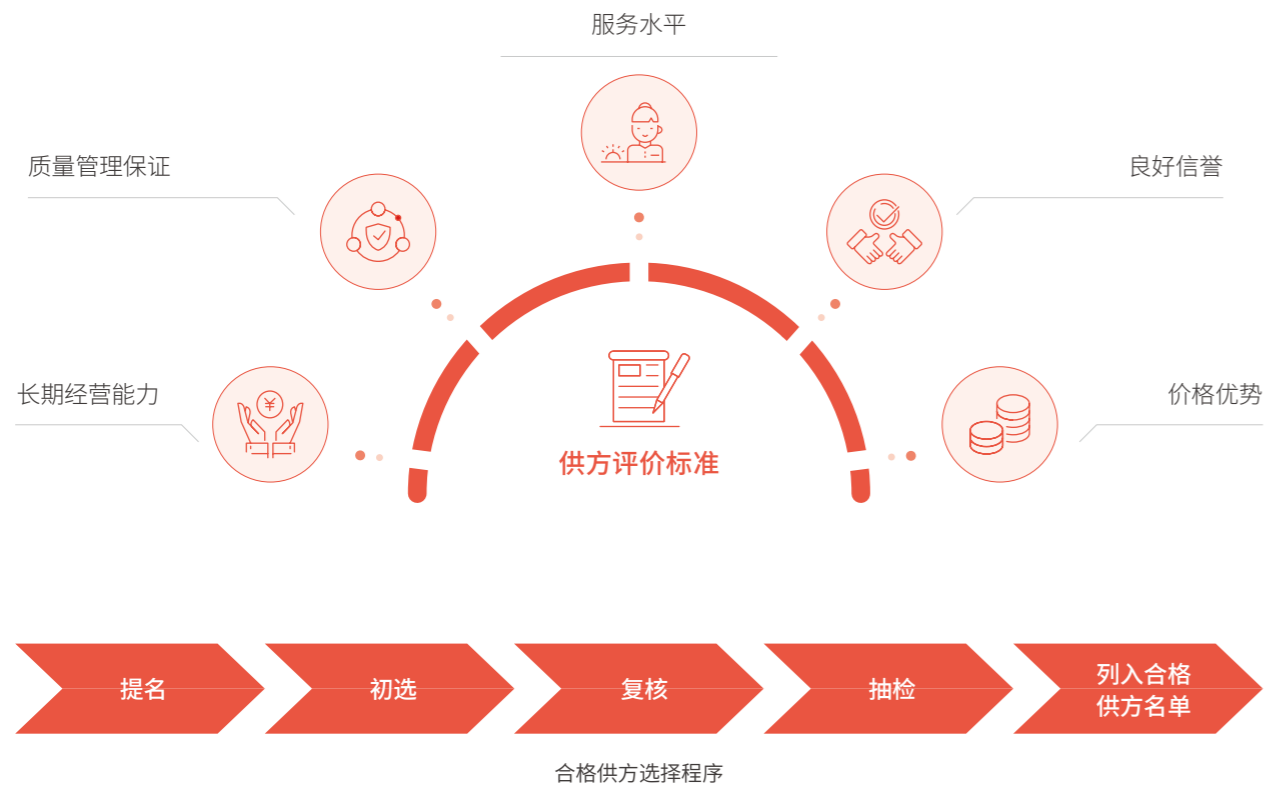 服务水平
质量管理保证
良好信誉
长期经营能力
¥
价格优势
供方评价标准
提名
初选
复核
抽检
列入合格
供方名单
合格供方选择程序